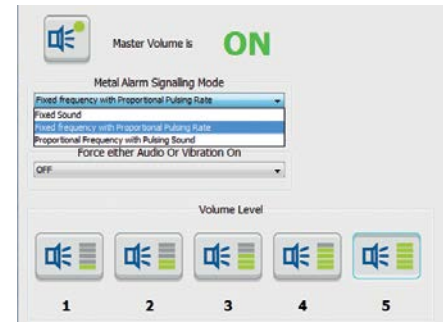 Master Volume is ON
Metal Alarm Signalling Mode
Fixed frequency with Proportional Pulsing Rate
Fixed Sound
Fixed frequency with Proportional Pulsing Rate
Proportional Frequency with Pulsing Sound
Force either Audio Or Vibration On
OFF
Volume Level
1 2 3 4 5